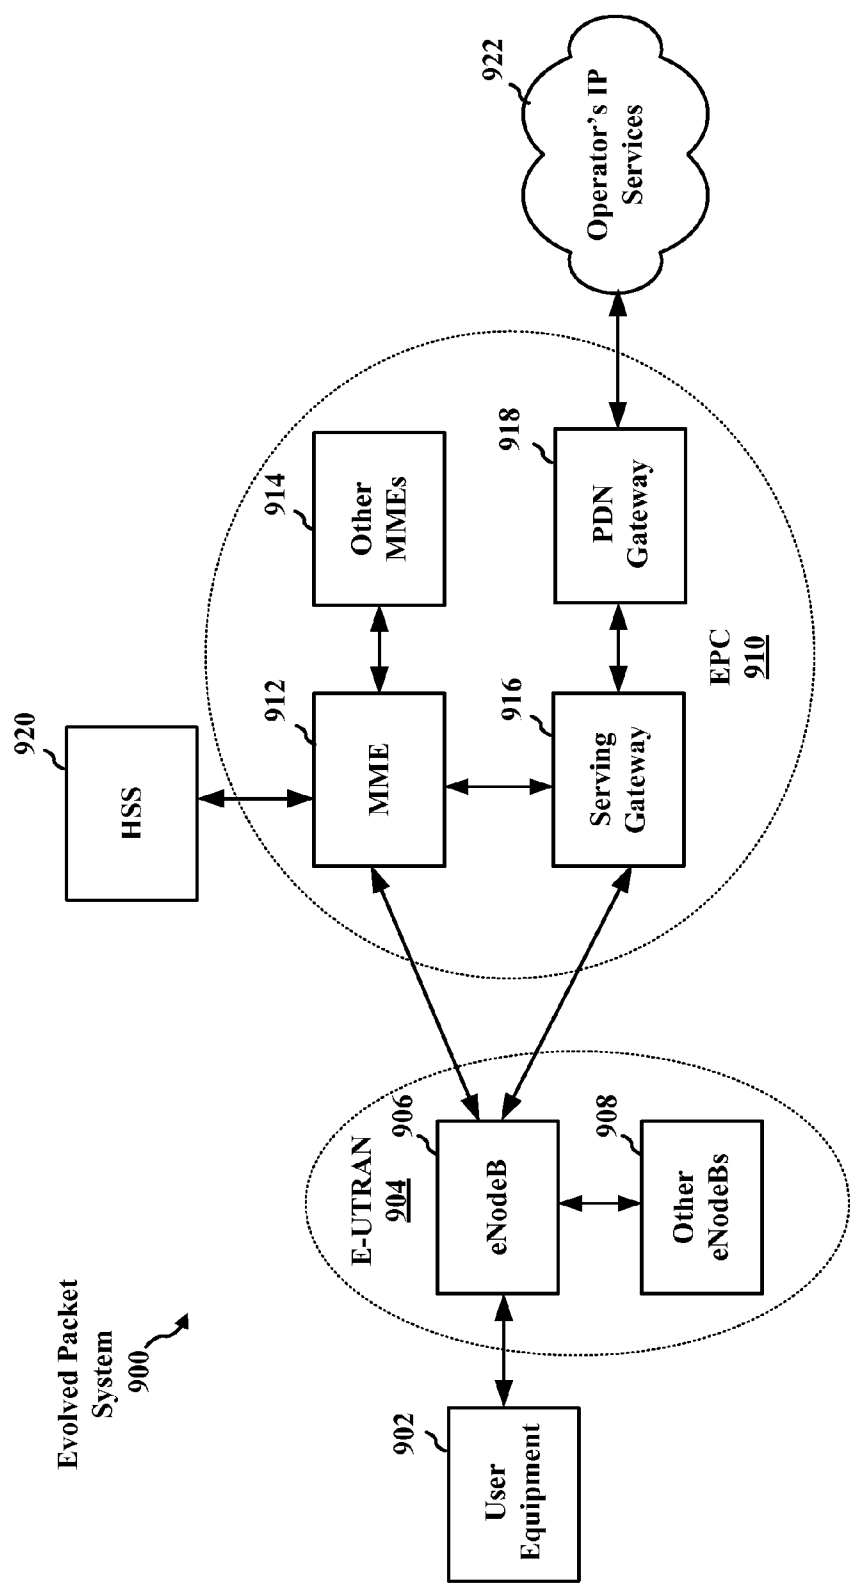 Evolved Packet
System
900
920
HSS
912
MME
914
Other
MMEs
E-UTRAN
904
906
eNodeB
902
User
Equipment
908
Other
eNodeBs
916
Serving
Gateway
918
PDN
Gateway
EPC
910
922
Operator's IP
Services